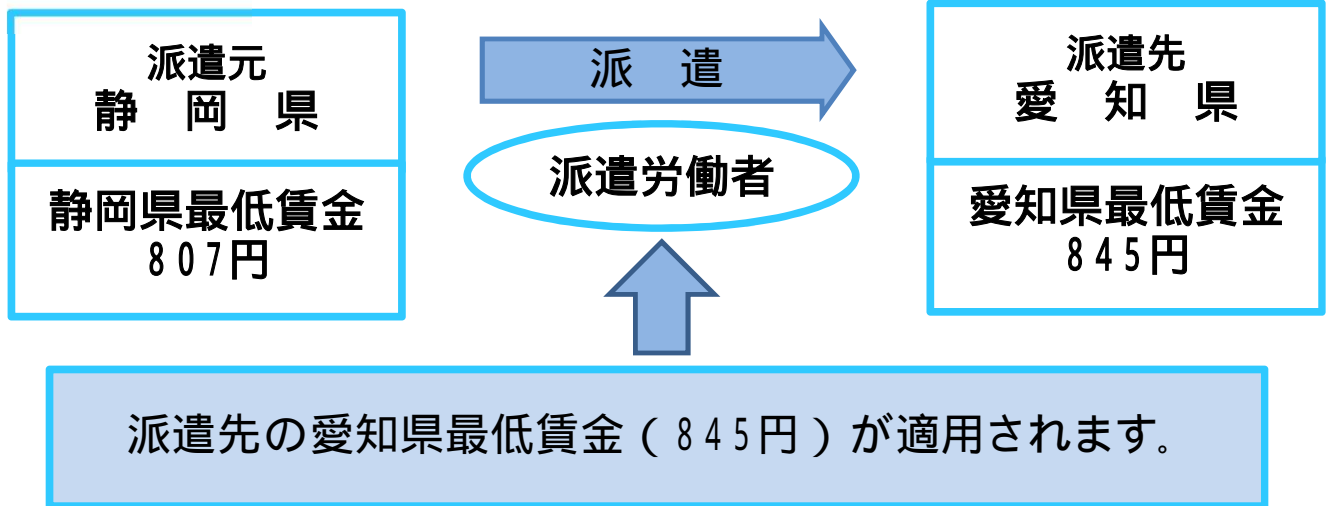 派遣元
静　岡　県
静岡県最低賃金
８０７円
派　遣
派遣労働者
派遣先
愛　知　県
愛知県最低賃金
８４５円
派遣先の愛知県最低賃金（８４５円）が適用されます。